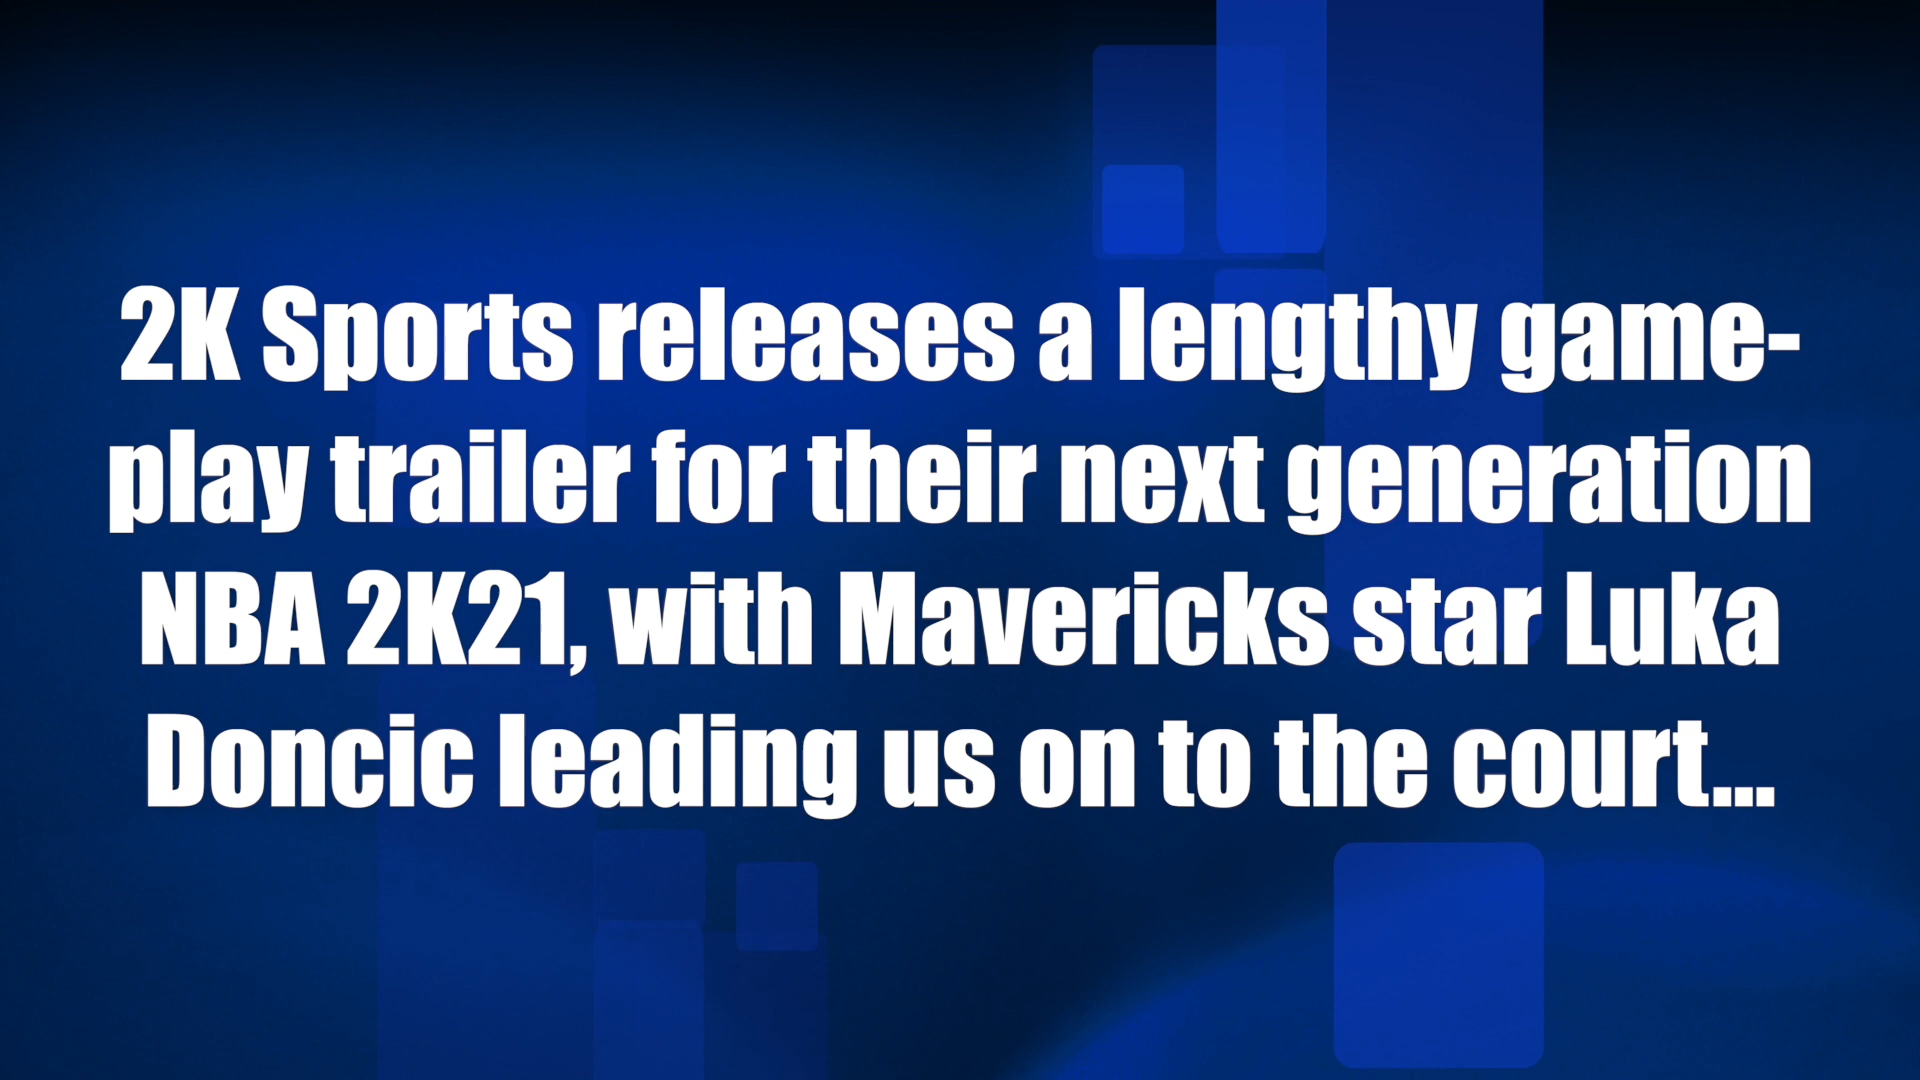 2K Sports releases a lengthy game-
play trailer for their next generation
NBA 2K21, with Mavericks star Luka
Doncic leading us on to the court...